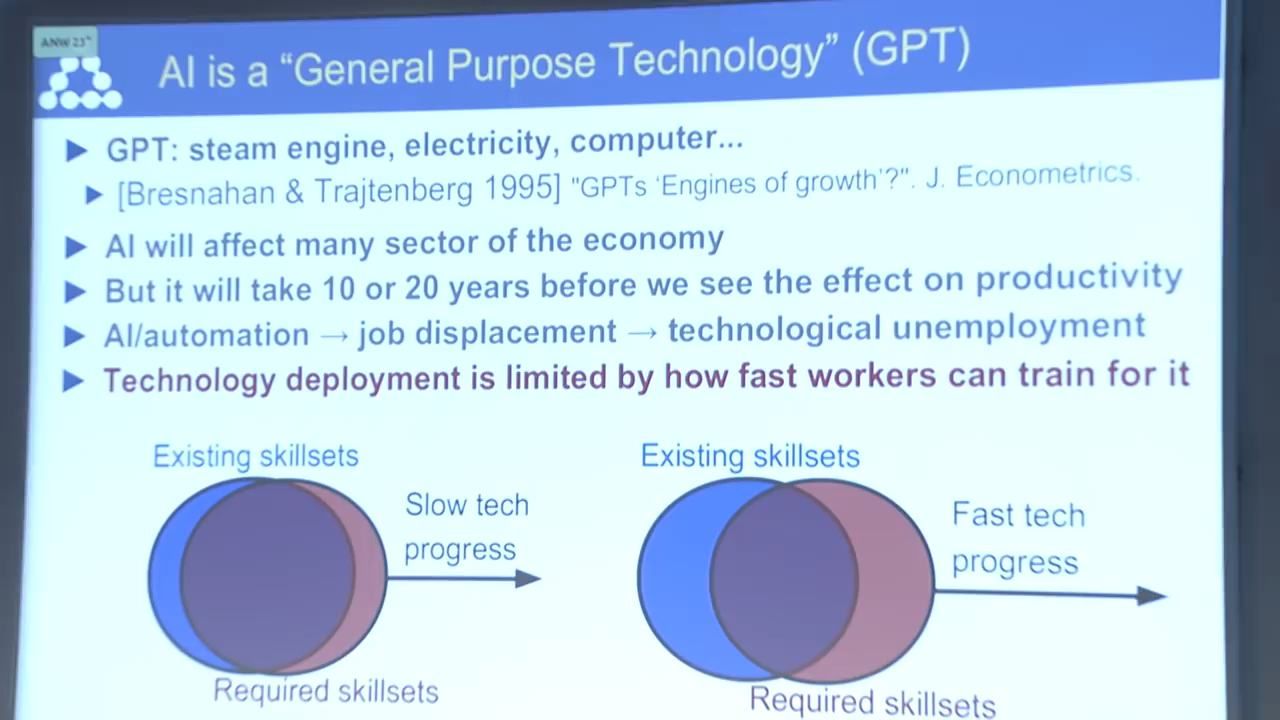 ANW 23"
AI is a “General Purpose Technology” (GPT)
GPT: steam engine, electricity, computer...
[Bresnahan & Trajtenberg 1995] "GPTs ‘Engines of growth’?". J. Econometrics.
AI will affect many sector of the economy
But it will take 10 or 20 years before we see the effect on productivity
AI/automation → job displacement → technological unemployment
Technology deployment is limited by how fast workers can train for it
Existing skillsets
Slow tech
progress
Required skillsets
Existing skillsets
Fast tech
progress
Required skillsets